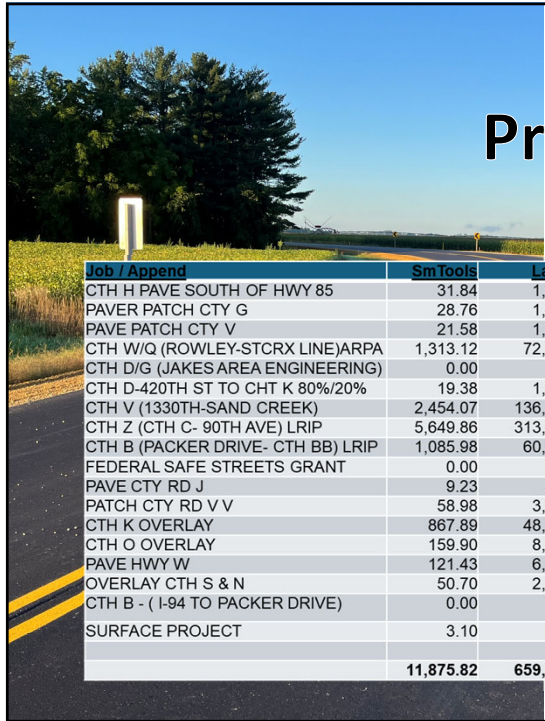 Pr
Job / Append SmTools La
CTH H PAVE SOUTH OF HWY 85 31.84 1,
PAVER PATCH CTY G 28.76 1,
PAVE PATCH CTY V 21.58 1,
CTH W/Q (ROWLEY-STCRX LINE)ARPA 1,313.12 72,
CTH D/G (JAKES AREA ENGINEERING) 0.00
CTH D-420TH ST TO CHT K 80%/20% 19.38 1,
CTH V (1330TH-SAND CREEK) 2,454.07 136,
CTH Z (CTH C- 90TH AVE) LRIP 5,649.86 313,
CTH B (PACKER DRIVE- CTH BB) LRIP 1,085.98 60,
FEDERAL SAFE STREETS GRANT 0.00
PAVE CTY RD J 9.23
PATCH CTY RD V V 58.98 3,
CTH K OVERLAY 867.89 48,
CTH O OVERLAY 159.90 8,
PAVE HWY W 121.43 6,
OVERLAY CTH S & N 50.70 2,
CTH B - ( I-94 TO PACKER DRIVE) 0.00
SURFACE PROJECT 3.10
11,875.82 659,